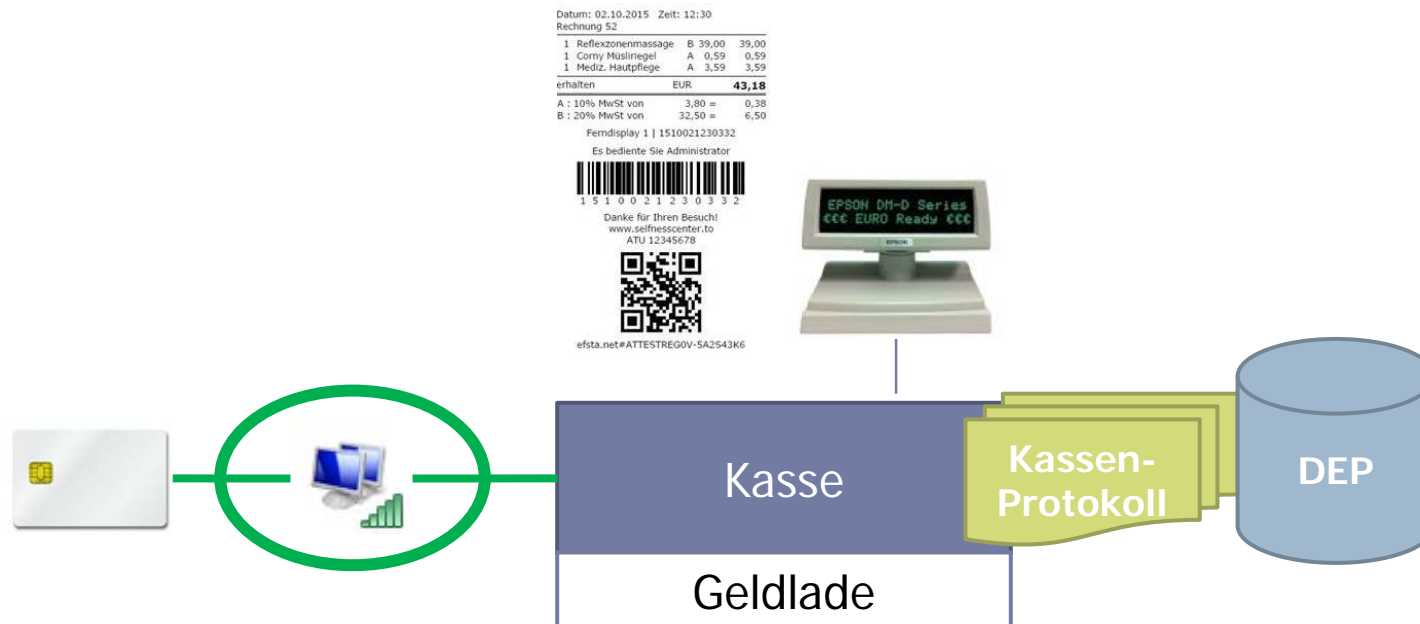 Datum: 02.10.2015 Zeit: 12:30
Rechnung 52
1 Reflexzonenmassage B 39,00 39,00
1 Corny Müsliriegel A 0,59 0,59
1 Mediz. Hautpflege A 3,59 3,59
erhalten EUR 43,18
A : 10% MwSt von 3,80 = 0,38
B : 20% MwSt von 32,50 = 6,50
Ferndisplay 1 | 1510021230332
Es bediente Sie Administrator
1 5 1 0 0 2 1 2 3 0 3 3 2
Danke für Ihren Besuch!
www.selfnesscenter.to
ATU 12345678
efsta.net#ATTESTREG0V-5A2S43K6
EPSON DM-D Series
€€€ EURO Ready €€€
EPSON
Kasse
Kassen-
Protokoll
DEP
Geldlade